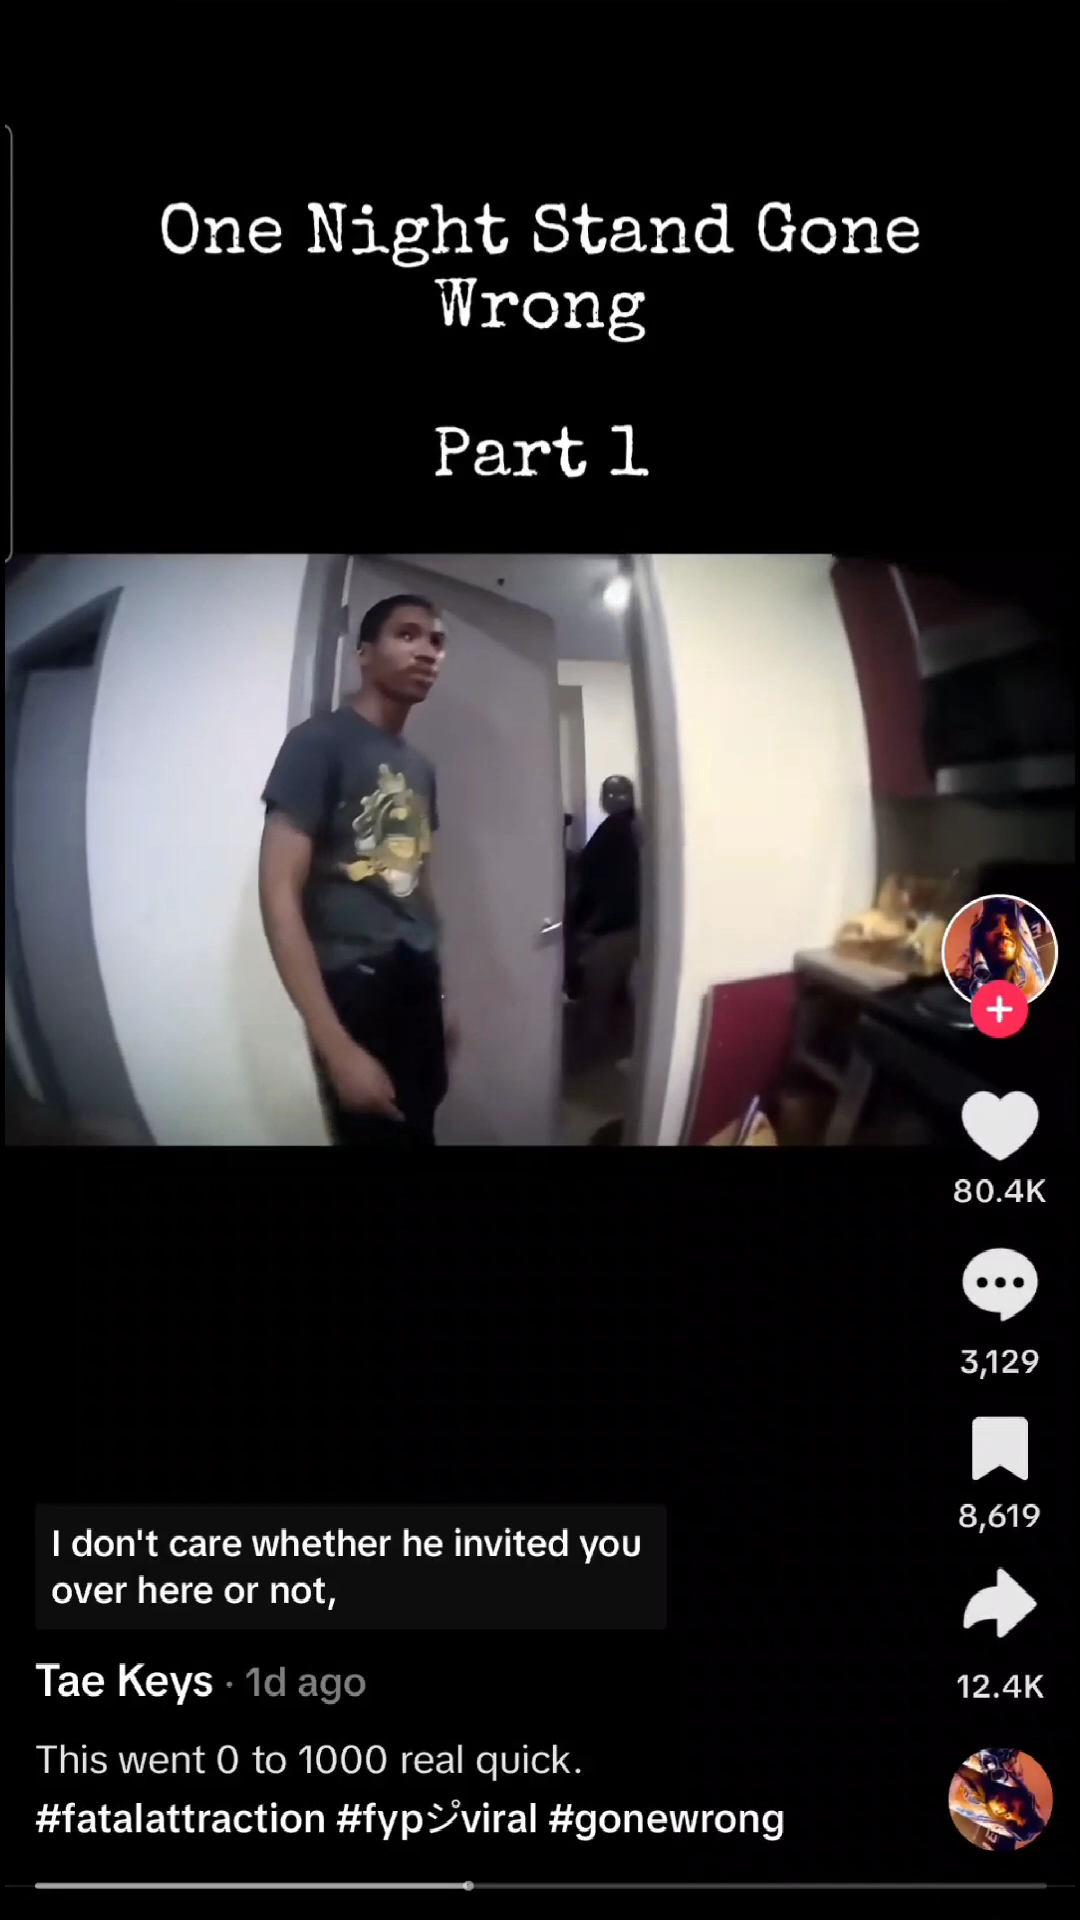 One Night Stand Gone
Wrong
Part 1
80.4K
3,129
8,619
12.4K
I don't care whether he invited you
over here or not,
Tae Keys · 1d ago
This went 0 to 1000 real quick.
#fatalattraction #fypシviral #gonewrong